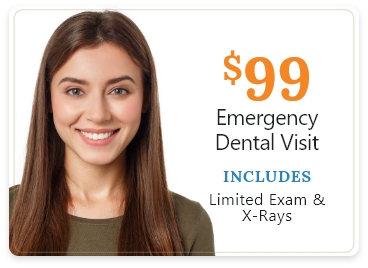 $99
Emergency
Dental Visit
INCLUDES
Limited Exam &
X-Rays